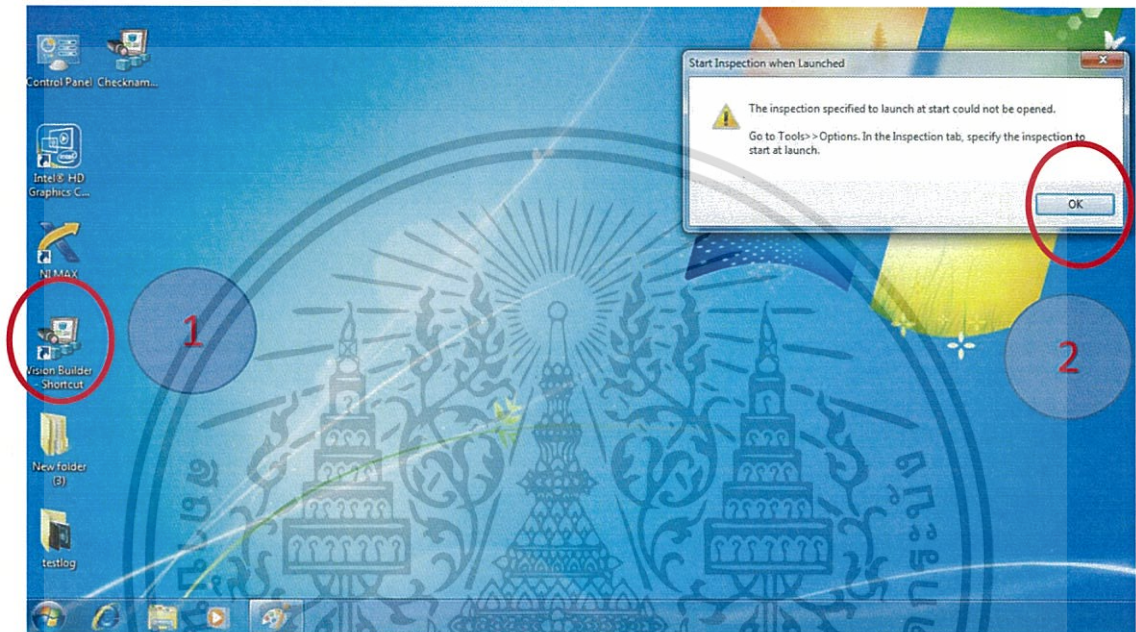 Control Panel
Checknam...
Intel® HD
Graphics C...
NI MAX
1
Vision Builder
- Shortcut
New folder
(3)
testlog
Start Inspection when Launched
The inspection specified to launch at start could not be opened.
Go to Tools>>Options. In the Inspection tab, specify the inspection to
start at launch.
OK
2